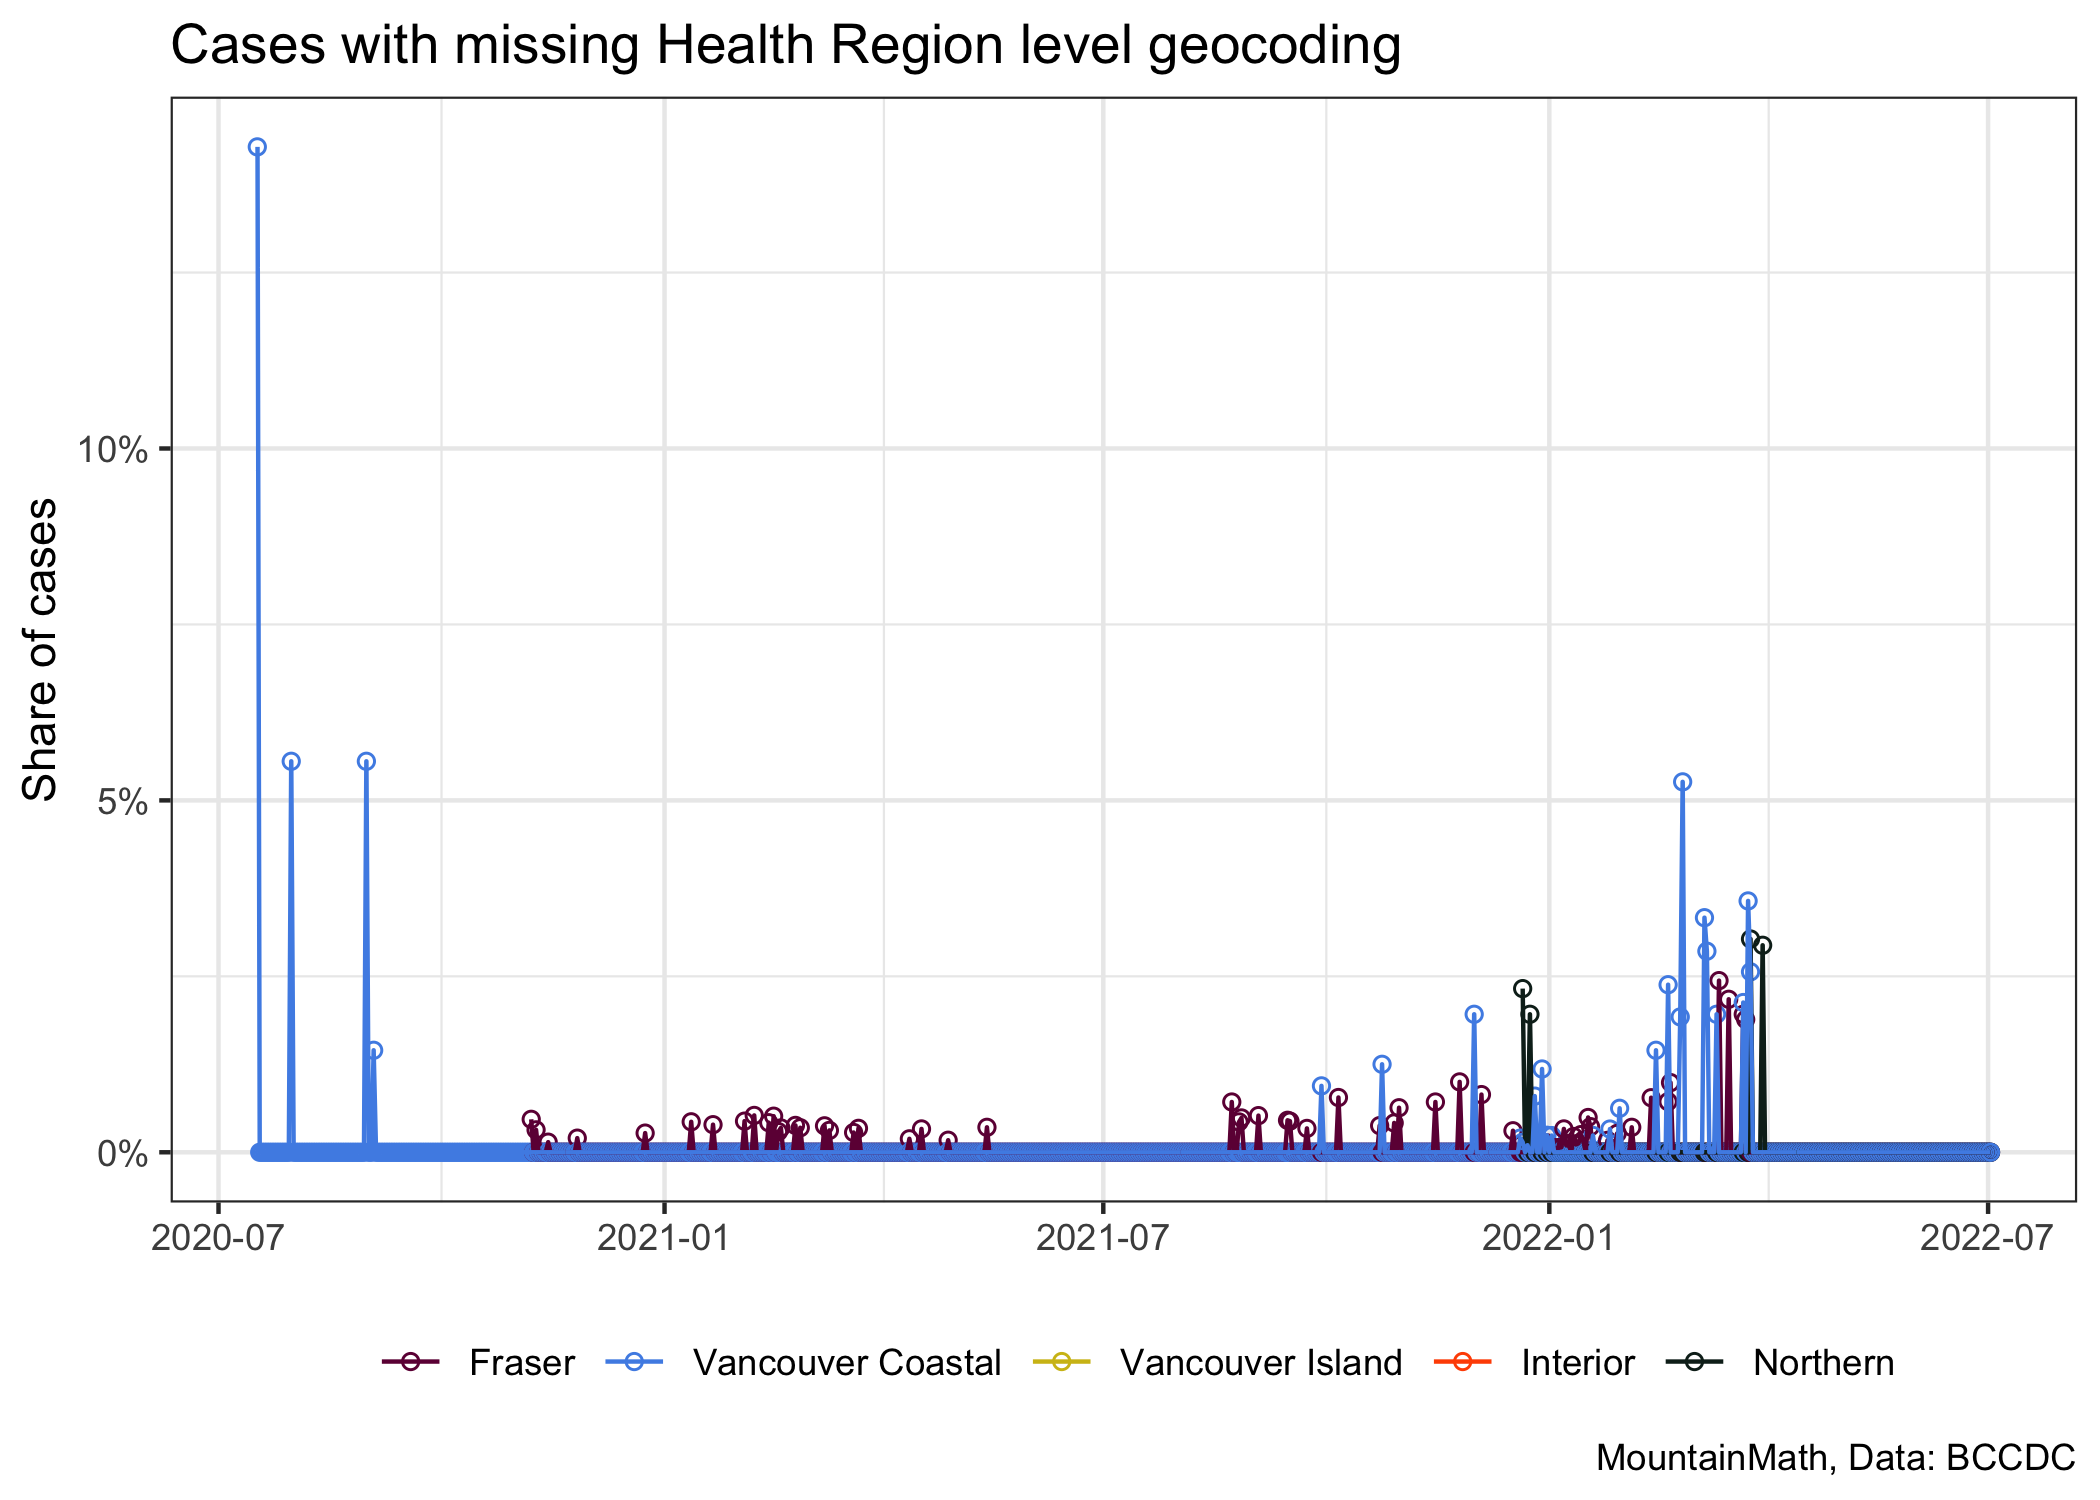 Cases with missing Health Region level geocoding
Share of cases
10%
5%
0%
2020-07
2021-01
2021-07
2022-01
2022-07
Fraser
Vancouver Coastal
Vancouver Island
Interior
Northern
MountainMath, Data: BCCDC